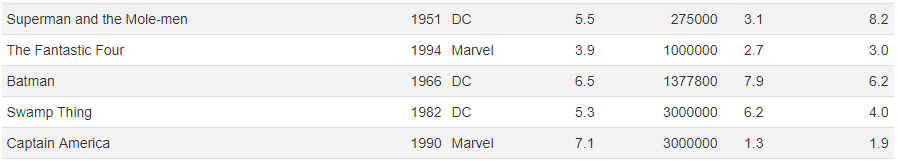 Superman and the Mole-men 1951 DC 5.5 275000 3.1 8.2
The Fantastic Four 1994 Marvel 3.9 1000000 2.7 3.0
Batman 1966 DC 6.5 1377800 7.9 6.2
Swamp Thing 1982 DC 5.3 3000000 6.2 4.0
Captain America 1990 Marvel 7.1 3000000 1.3 1.9